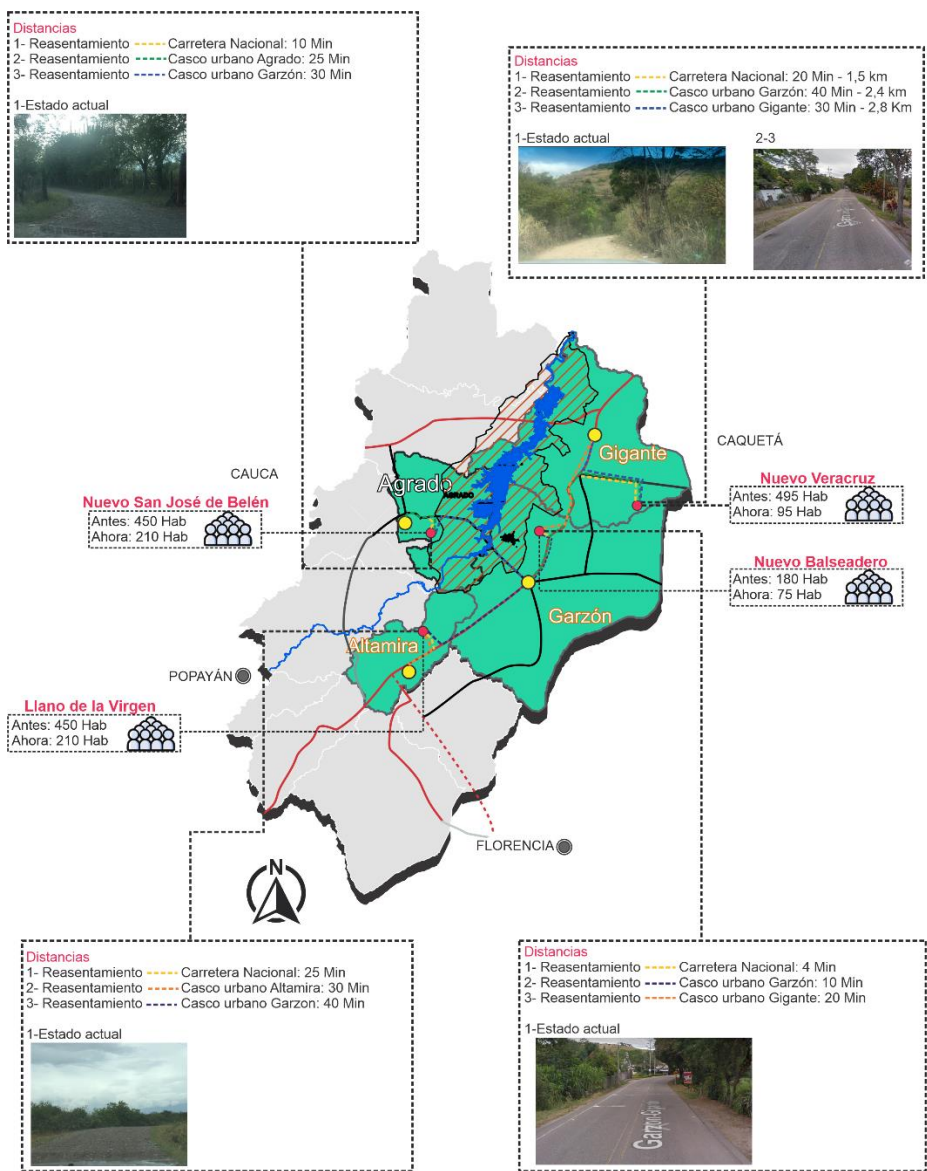 Distancias
1- Reasentamiento Carretera Nacional: 10 Min
2- Reasentamiento Casco urbano Agrado: 25 Min
3- Reasentamiento Casco urbano Garzón: 30 Min
1-Estado actual
Distancias
1- Reasentamiento Carretera Nacional: 20 Min - 1,5 km
2- Reasentamiento Casco urbano Garzón: 40 Min - 2,4 km
3- Reasentamiento Casco urbano Gigante: 30 Min - 2,8 Km
1-Estado actual
2-3
CAUCA
CAQUETÁ
Gigante
Agrado
AGRADO
Nuevo San José de Belén
Antes: 450 Hab
Ahora: 210 Hab
Nuevo Veracruz
Antes: 495 Hab
Ahora: 95 Hab
Nuevo Balseadero
Antes: 180 Hab
Ahora: 75 Hab
Garzón
Altamira
POPAYÁN
Llano de la Virgen
Antes: 450 Hab
Ahora: 210 Hab
FLORENCIA
N
Distancias
1- Reasentamiento Carretera Nacional: 25 Min
2- Reasentamiento Casco urbano Altamira: 30 Min
3- Reasentamiento Casco urbano Garzon: 40 Min
1-Estado actual
Distancias
1- Reasentamiento Carretera Nacional: 4 Min
2- Reasentamiento Casco urbano Garzón: 10 Min
3- Reasentamiento Casco urbano Gigante: 20 Min
1-Estado actual